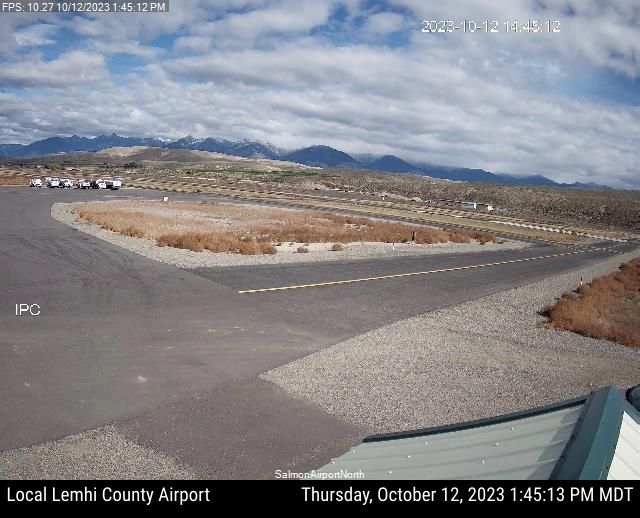 FPS: 10.27 10/12/2023 1:45:12 PM
2023-10-12 14:45:12
IPC
SalmonAirportNorth
Local Lemhi County Airport Thursday, October 12, 2023 1:45:13 PM MDT